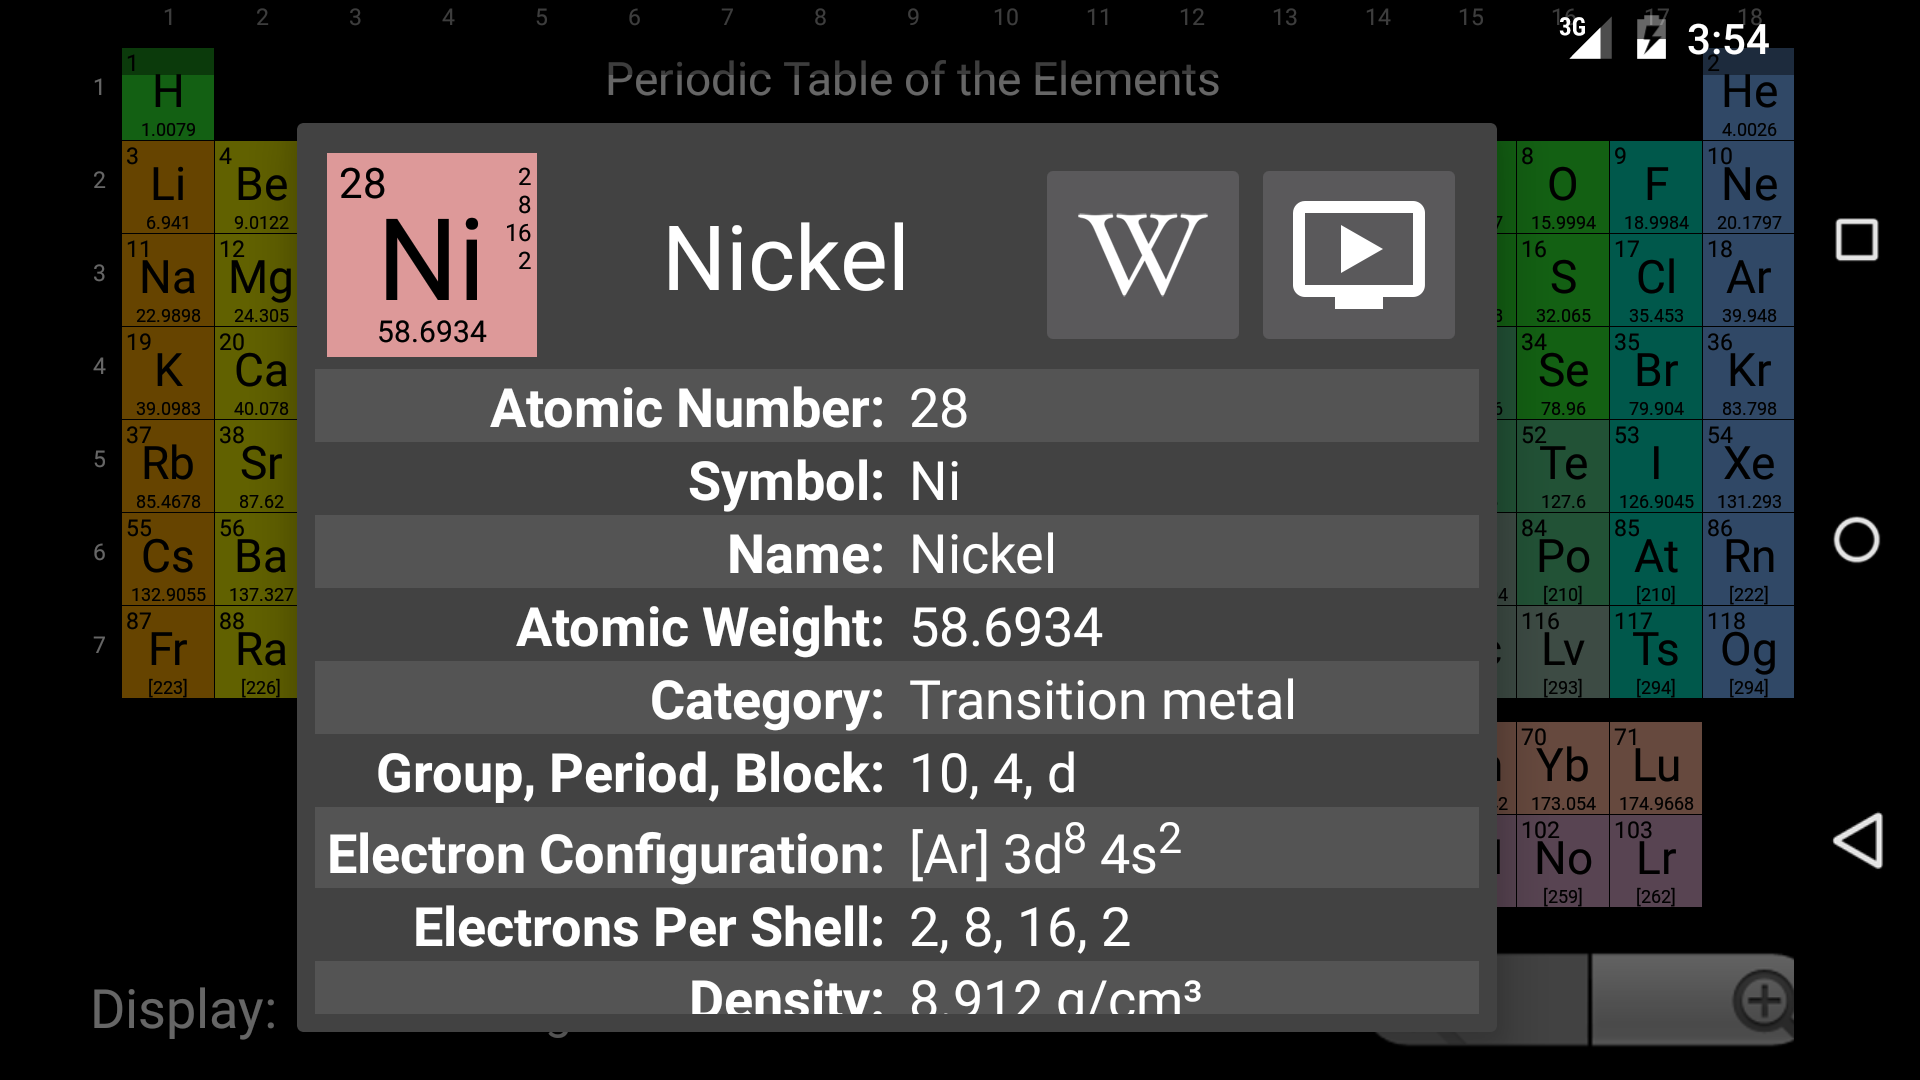 1 2 3 4 5 6 7 8 9 10 11 12 13 14 15 16 17 18
3G 3:54
Periodic Table of the Elements
1
1 H 1.0079
2 He 4.0026
2
3 Li 6.941
4 Be 9.0122
8 O 15.9994
9 F 18.9984
10 Ne 20.1797
3
11 Na 22.9898
12 Mg 24.305
16 S 32.065
17 Cl 35.453
18 Ar 39.948
4
19 K 39.0983
20 Ca 40.078
34 Se 78.96
35 Br 79.904
36 Kr 83.798
5
37 Rb 85.4678
38 Sr 87.62
52 Te 127.6
53 I 126.9045
54 Xe 131.293
6
55 Cs 132.9055
56 Ba 137.327
84 Po [210]
85 At [210]
86 Rn [222]
7
87 Fr [223]
88 Ra [226]
116 Lv [293]
117 Ts [294]
118 Og [294]
70 Yb 173.054
71 Lu 174.9668
102 No [259]
103 Lr [262]
28
2
8
16
2
Ni
58.6934
Nickel
W
Atomic Number: 28
Symbol: Ni
Name: Nickel
Atomic Weight: 58.6934
Category: Transition metal
Group, Period, Block: 10, 4, d
Electron Configuration: [Ar] 3d⁸ 4s²
Electrons Per Shell: 2, 8, 16, 2
Density: 8.912 g/cm³
Display: